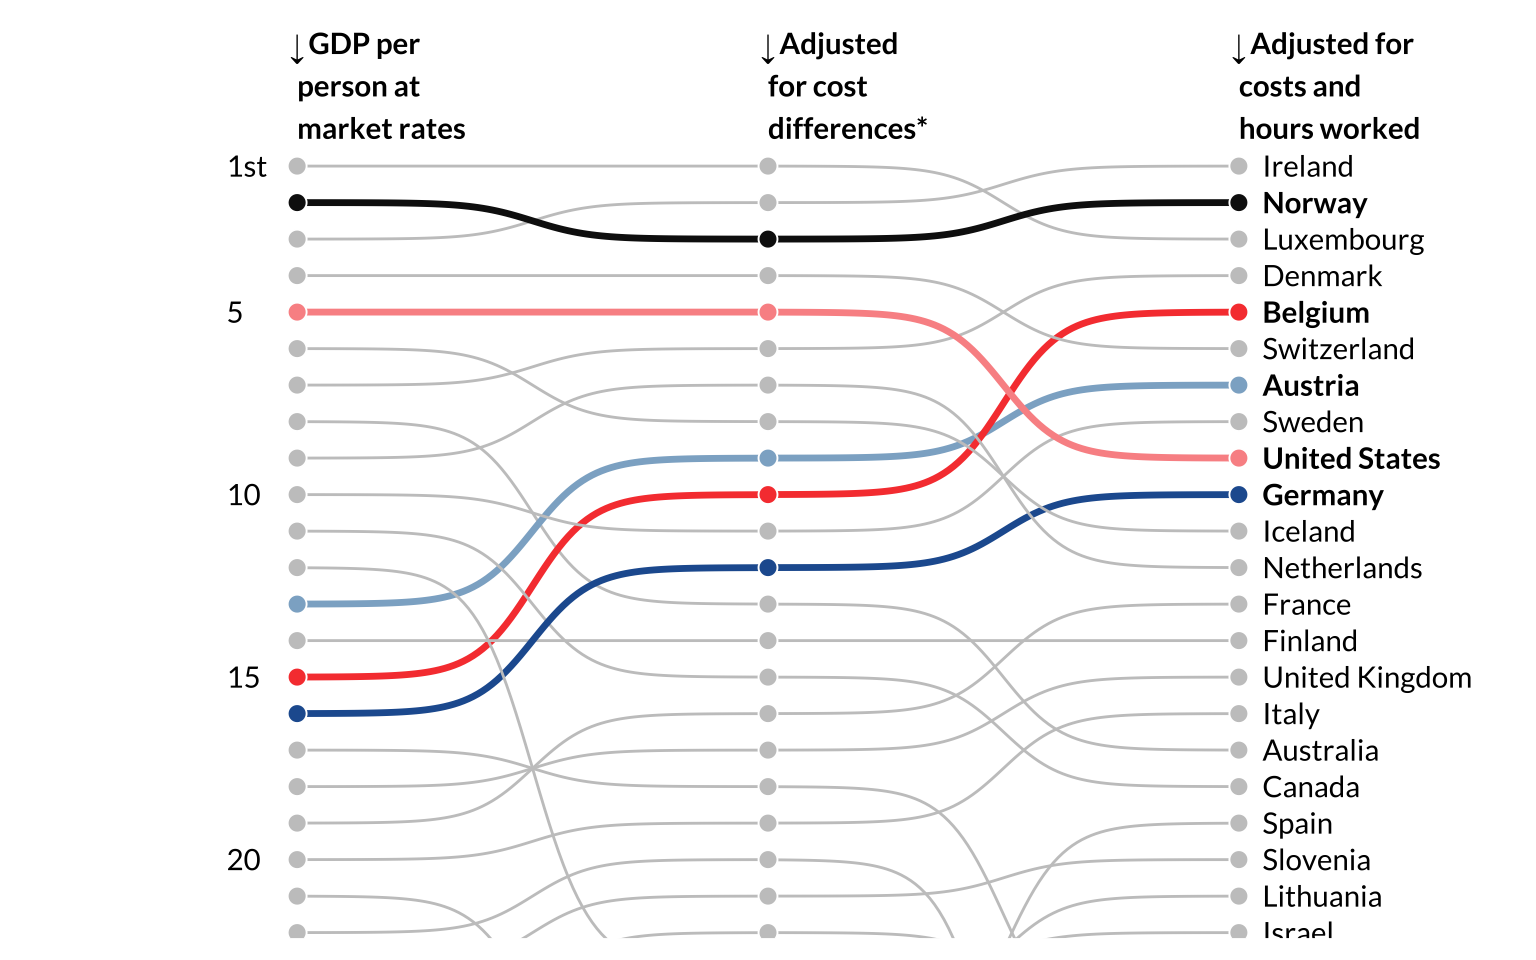 ↓ GDP per
person at
market rates
↓ Adjusted
for cost
differences*
↓ Adjusted for
costs and
hours worked
1st
5
10
15
20
Ireland
Norway
Luxembourg
Denmark
Belgium
Switzerland
Austria
Sweden
United States
Germany
Iceland
Netherlands
France
Finland
United Kingdom
Italy
Australia
Canada
Spain
Slovenia
Lithuania
Israel